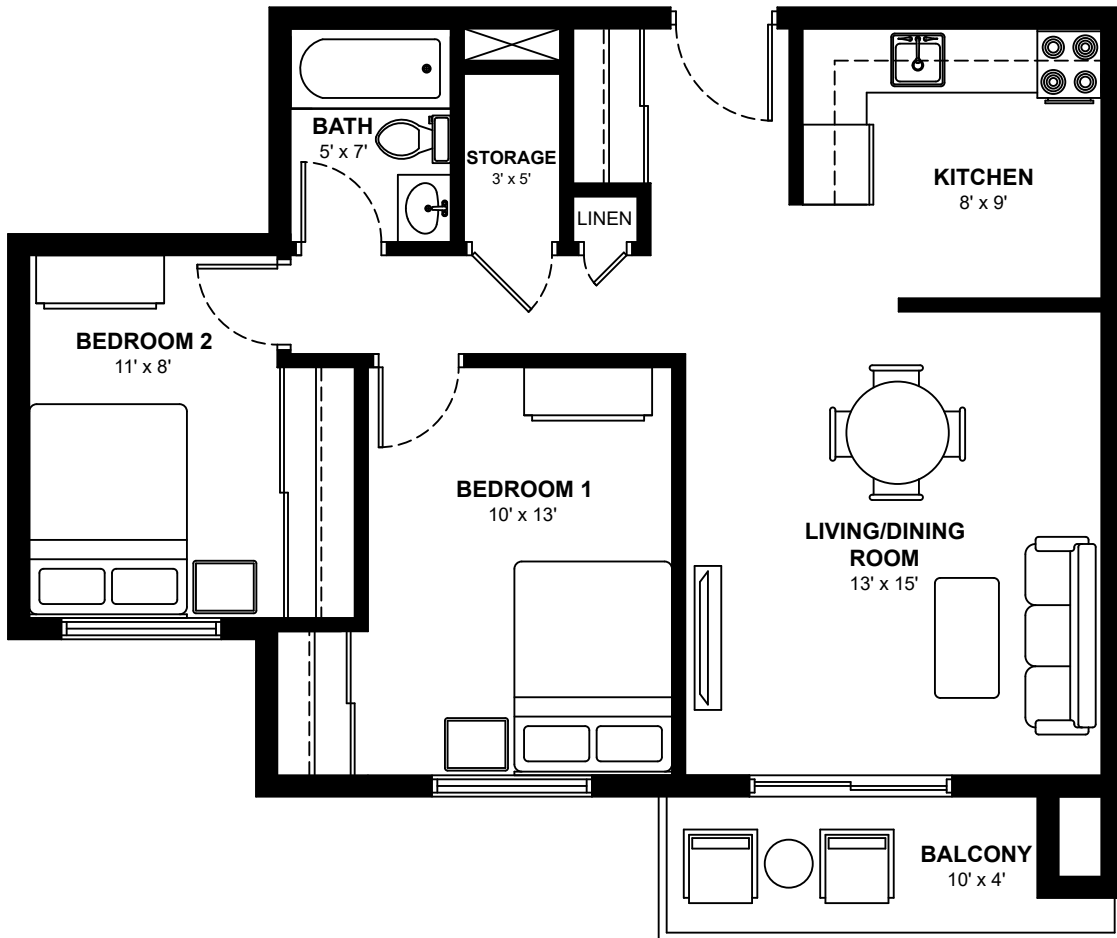 BATH
5' x 7'
STORAGE
3' x 5'
LINEN
KITCHEN
8' x 9'
BEDROOM 2
11' x 8'
BEDROOM 1
10' x 13'
LIVING/DINING
ROOM
13' x 15'
BALCONY
10' x 4'